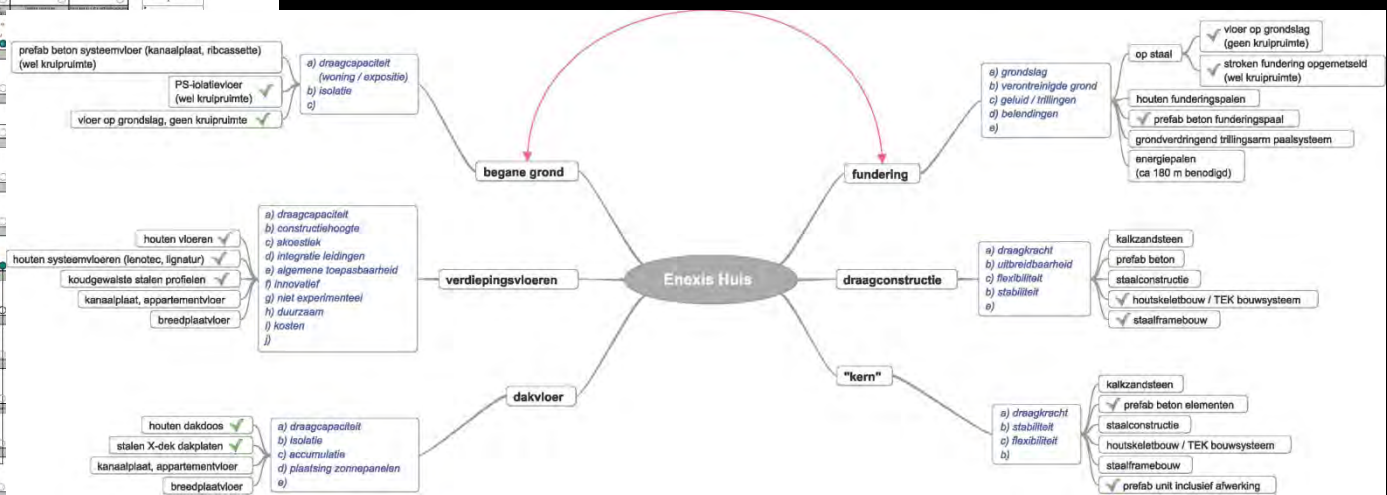 prefab beton systeemvloer (kanaalplaat, ribcassette)
(wel kruipruimte)
PS-iolatievloer
(wel kruipruimte)
vloer op grondslag, geen kruipruimte
a) draagcapaciteit
(woning / expositie)
b) isolatie
c)
begane grond
houten vloeren
houten systeemvloeren (lenotec, lignatur)
koudgewalste stalen profielen
kanaalplaat, appartementvloer
breedplaatvloer
a) draagcapaciteit
b) constructiehoogte
c) akoestiek
d) integratie leidingen
e) algemene toepasbaarheid
f) innovatief
g) niet experimenteel
h) duurzaam
i) kosten
j)
verdiepingsvloeren
houten dakdoos
stalen X-dek dakplaten
kanaalplaat, appartementvloer
breedplaatvloer
a) draagcapaciteit
b) isolatie
c) accumulatie
d) plaatsing zonnepanelen
e)
dakvloer
Enexis Huis
fundering
a) grondslag
b) verontreinigde grond
c) geluid / trillingen
d) belendingen
e)
op staal
vloer op grondslag
(geen kruipruimte)
stroken fundering opgemetseld
(wel kruipruimte)
houten funderingspalen
prefab beton funderingspaal
grondverdringend trillingsarm paalsysteem
energiepalen
(ca 180 m benodigd)
draagconstructie
a) draagkracht
b) uitbreidbaarheid
c) flexibiliteit
b) stabiliteit
e)
kalkzandsteen
prefab beton
staalconstructie
houtskeletbouw / TEK bouwsysteem
staalframebouw
"kern"
a) draagkracht
b) stabiliteit
c) flexibiliteit
b)
kalkzandsteen
prefab beton elementen
staalconstructie
houtskeletbouw / TEK bouwsysteem
staalframebouw
prefab unit inclusief afwerking